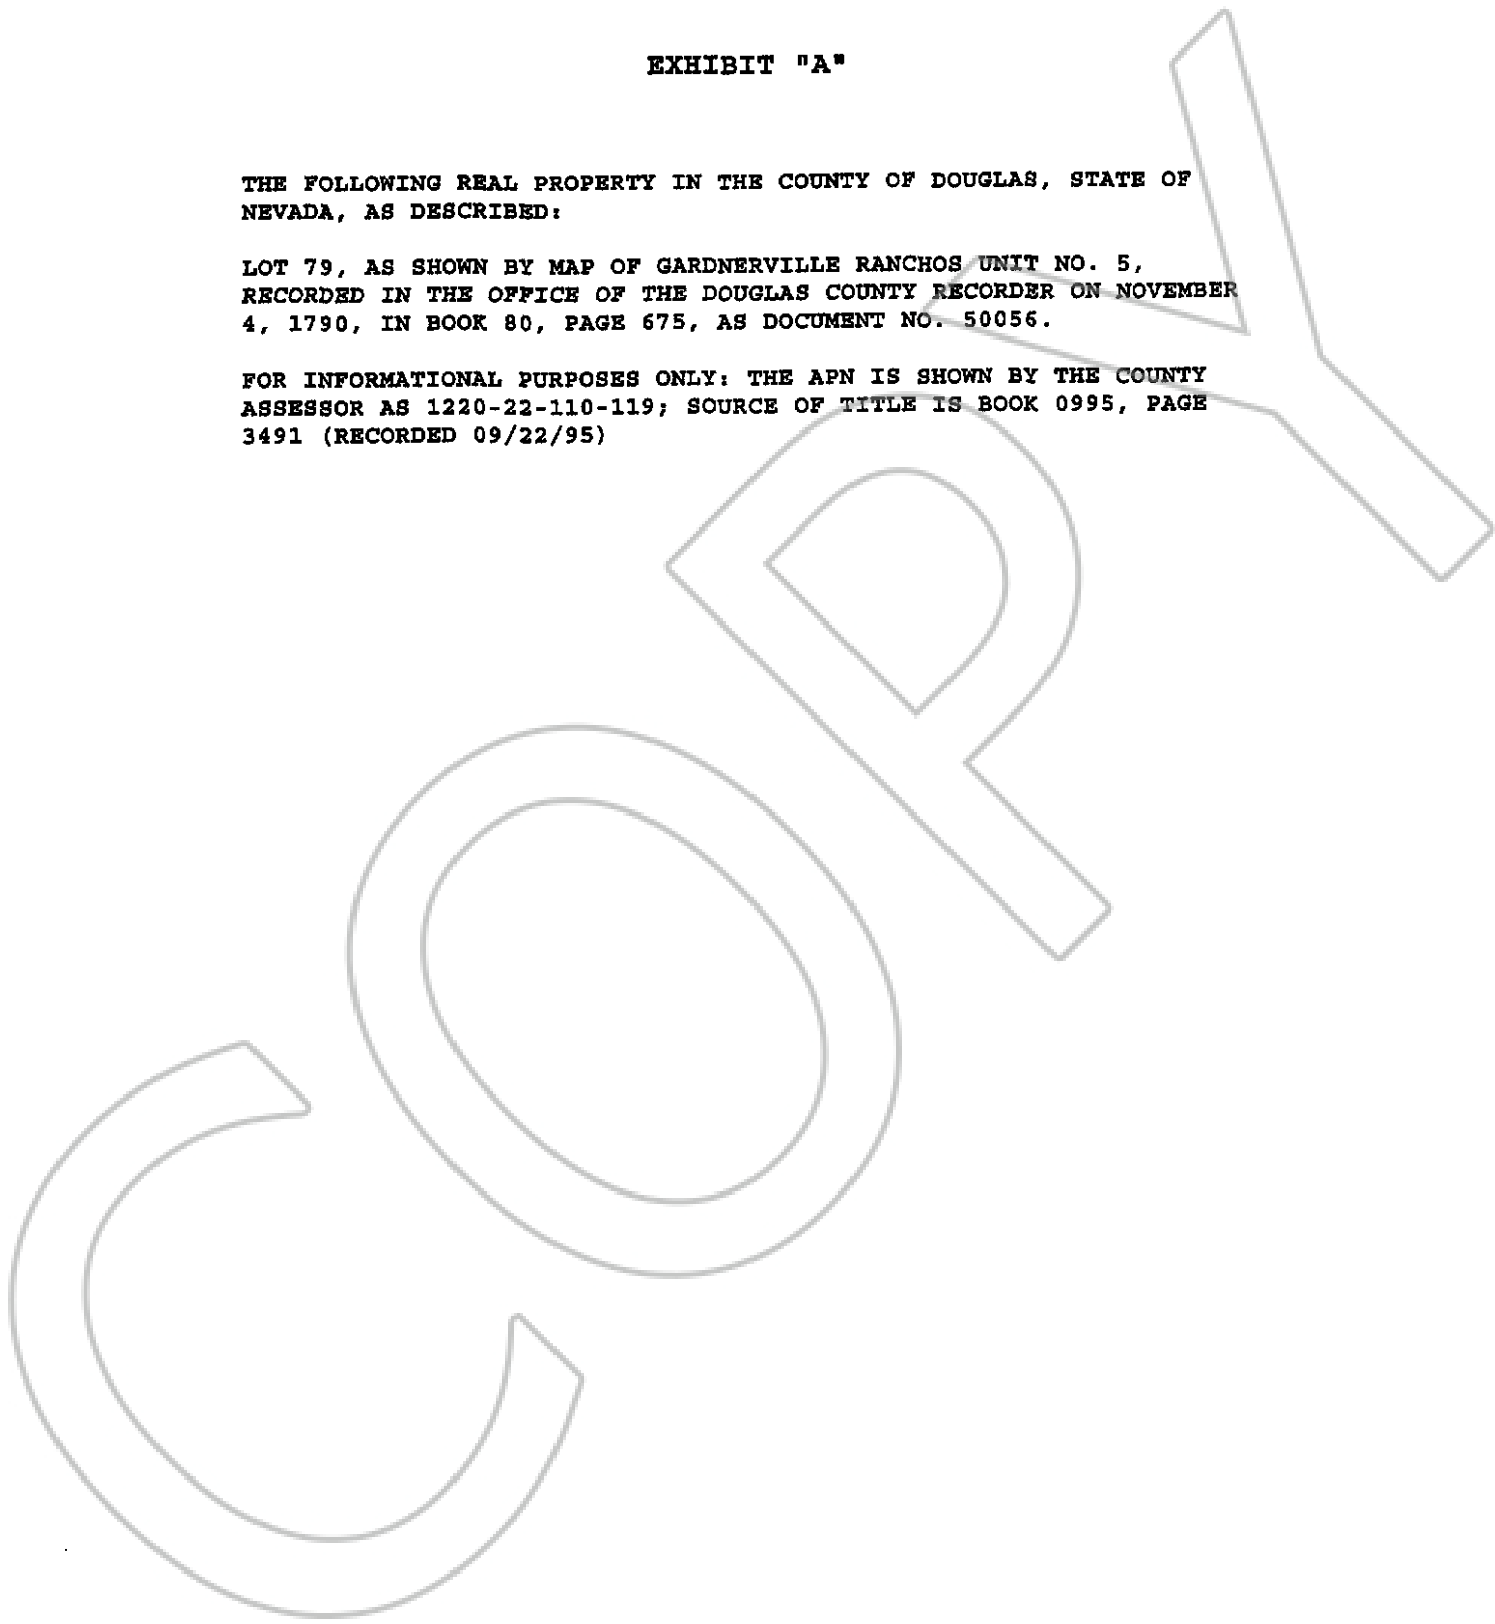 EXHIBIT "A"
THE FOLLOWING REAL PROPERTY IN THE COUNTY OF DOUGLAS, STATE OF
NEVADA, AS DESCRIBED:
LOT 79, AS SHOWN BY MAP OF GARDNERVILLE RANCHOS UNIT NO. 5,
RECORDED IN THE OFFICE OF THE DOUGLAS COUNTY RECORDER ON NOVEMBER
4, 1790, IN BOOK 80, PAGE 675, AS DOCUMENT NO. 50056.
FOR INFORMATIONAL PURPOSES ONLY: THE APN IS SHOWN BY THE COUNTY
ASSESSOR AS 1220-22-110-119; SOURCE OF TITLE IS BOOK 0995, PAGE
3491 (RECORDED 09/22/95)
COPY